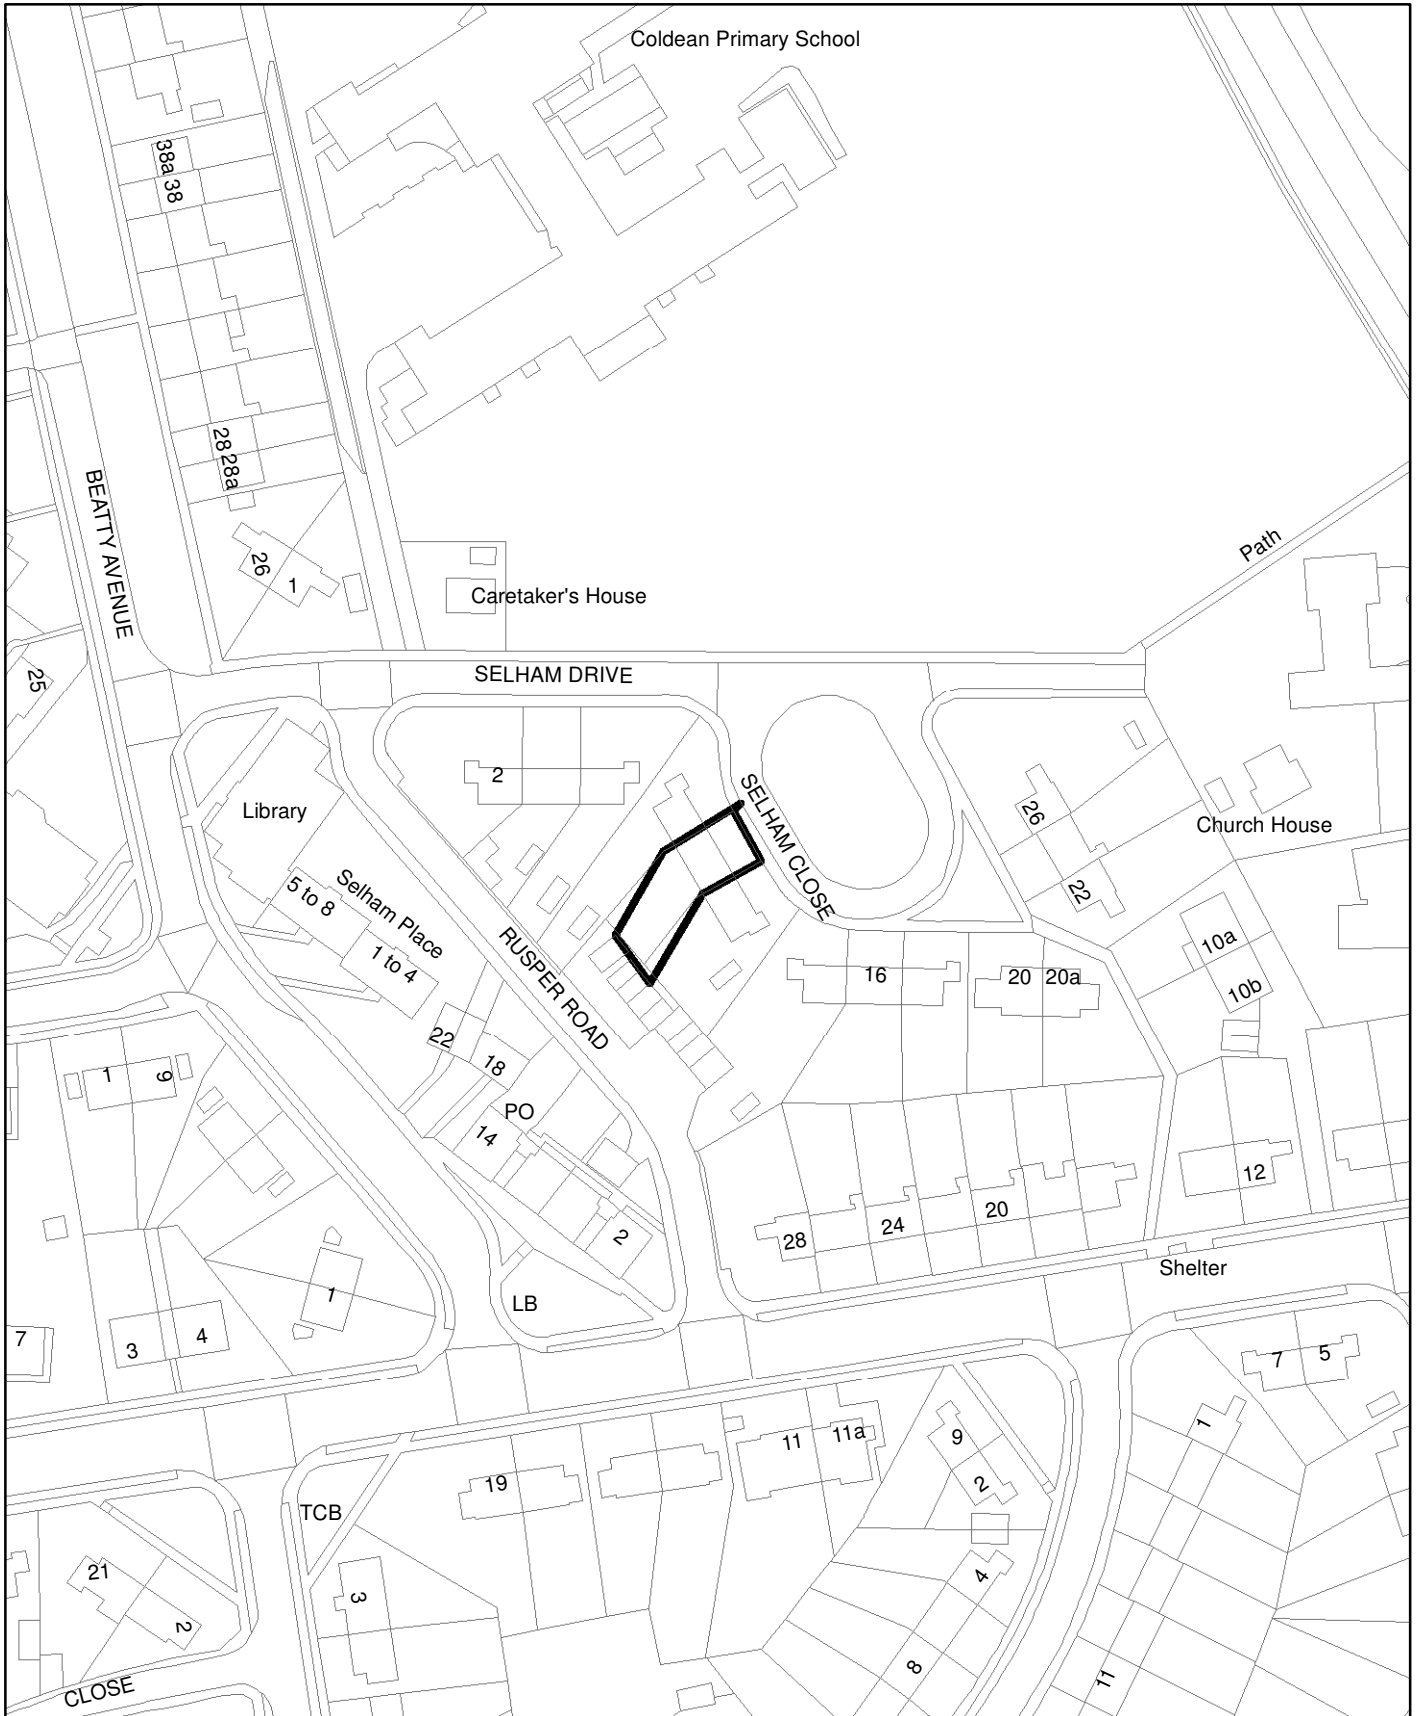 Coldean Primary School
38a
38
28
28a
BEATTY AVENUE
Path
26
1
Caretaker's House
25
SELHAM DRIVE
2
SELHAM CLOSE
Library
26
Church House
5 to 8
Selham Place
22
1 to 4
RUSPER ROAD
10a
16
20
20a
10b
22
18
1
9
PO
14
12
2
28
24
20
Shelter
1
LB
7
3
4
7
5
1
11
11a
9
19
2
TCB
21
3
4
2
8
11
CLOSE